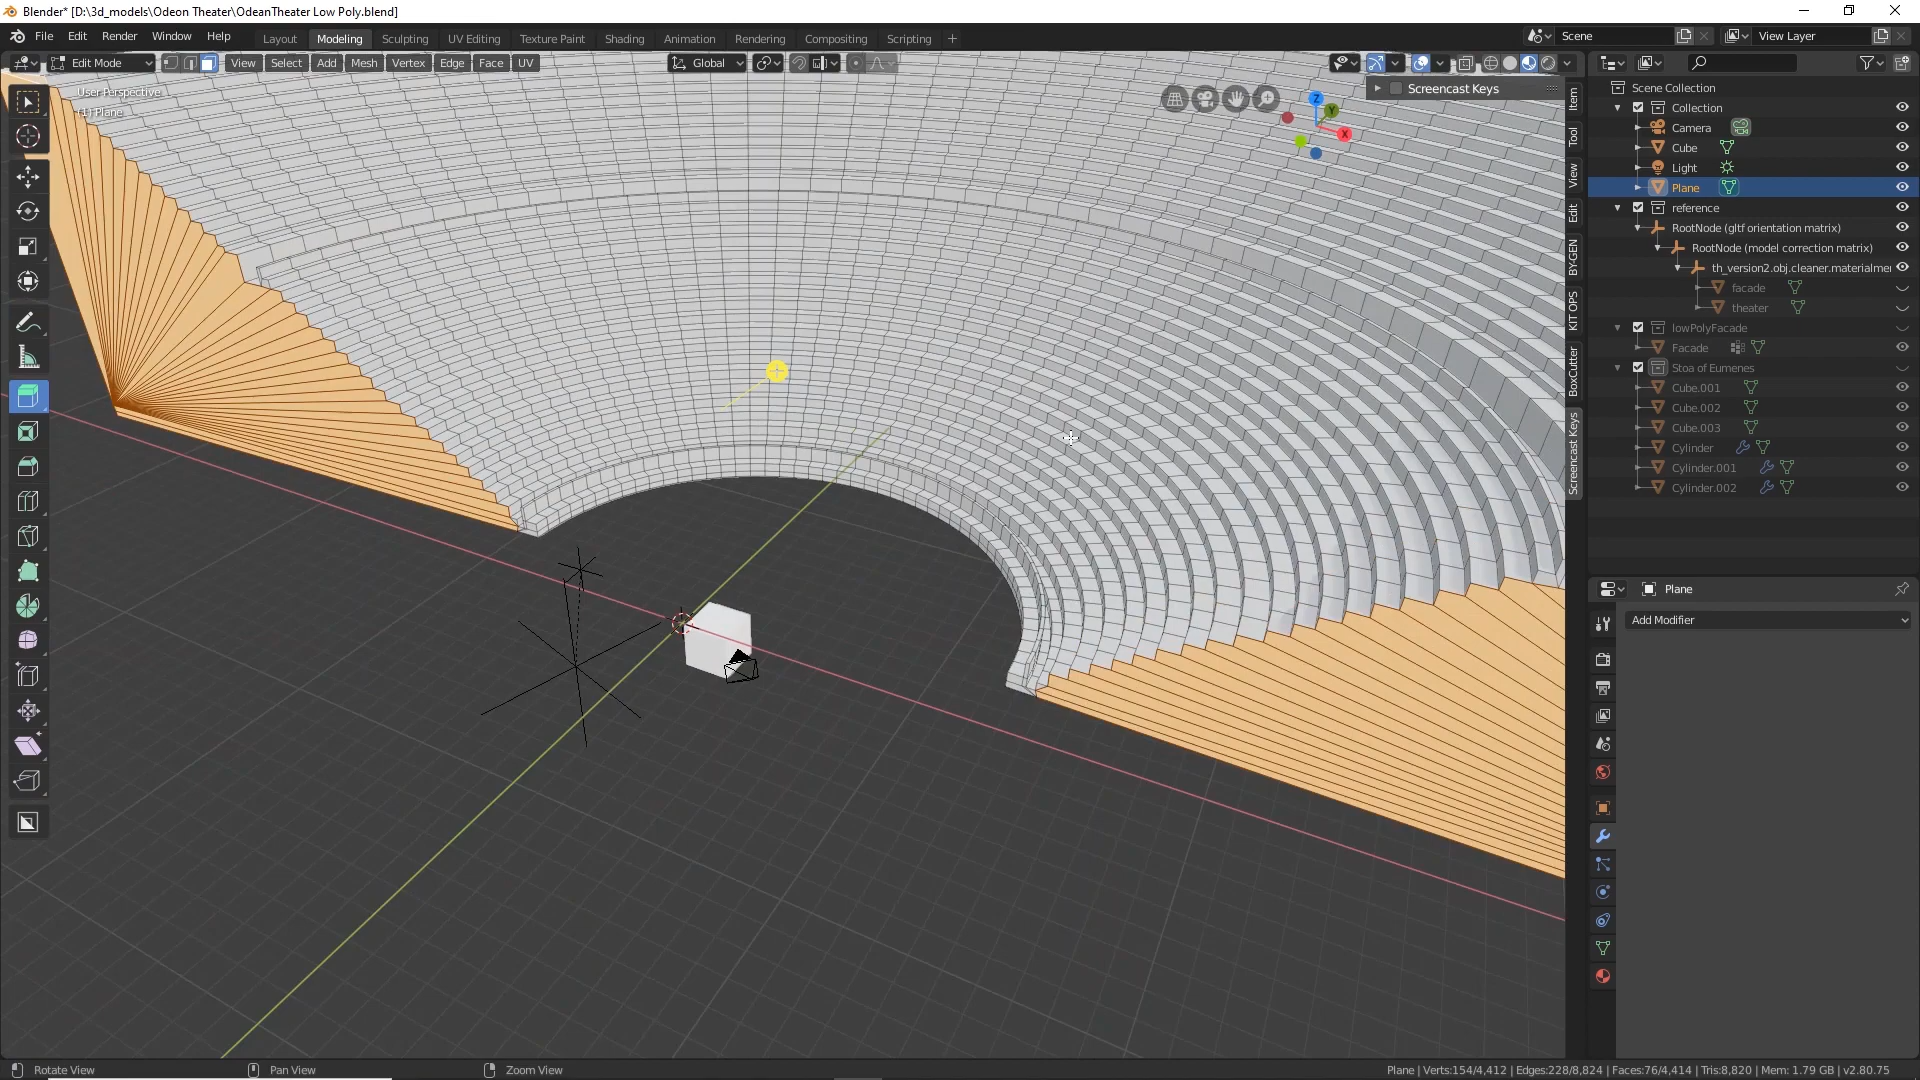 Blender* [D:\3d_models\Odeon Theater\OdeanTheater Low Poly.blend]
File Edit Render Window Help Layout Modeling Sculpting UV Editing Texture Paint Shading Animation Rendering Compositing Scripting Scene View Layer
Edit Mode View Select Add Mesh Vertex Edge Face UV Global
User Perspective
(1) Plane
Screencast Keys
Z
Y
X
Item
Tool
View
Edit
BY-GEN
KIT OPS
BoxCutter
Screencast Keys
Scene Collection
Collection
Camera
Cube
Light
Plane
reference
RootNode (gltf orientation matrix)
RootNode (model correction matrix)
th_version2.obj.cleaner.materialmer
facade
theater
lowPolyFacade
Facade
Stoa of Eumenes
Cube.001
Cube.002
Cube.003
Cylinder
Cylinder.001
Cylinder.002
Plane
Add Modifier
Rotate View Pan View Zoom View Plane | Verts:154/4,412 | Edges:228/8,824 | Faces:76/4,414 | Tris:8,820 | Mem: 1.79 GB | v2.80.75